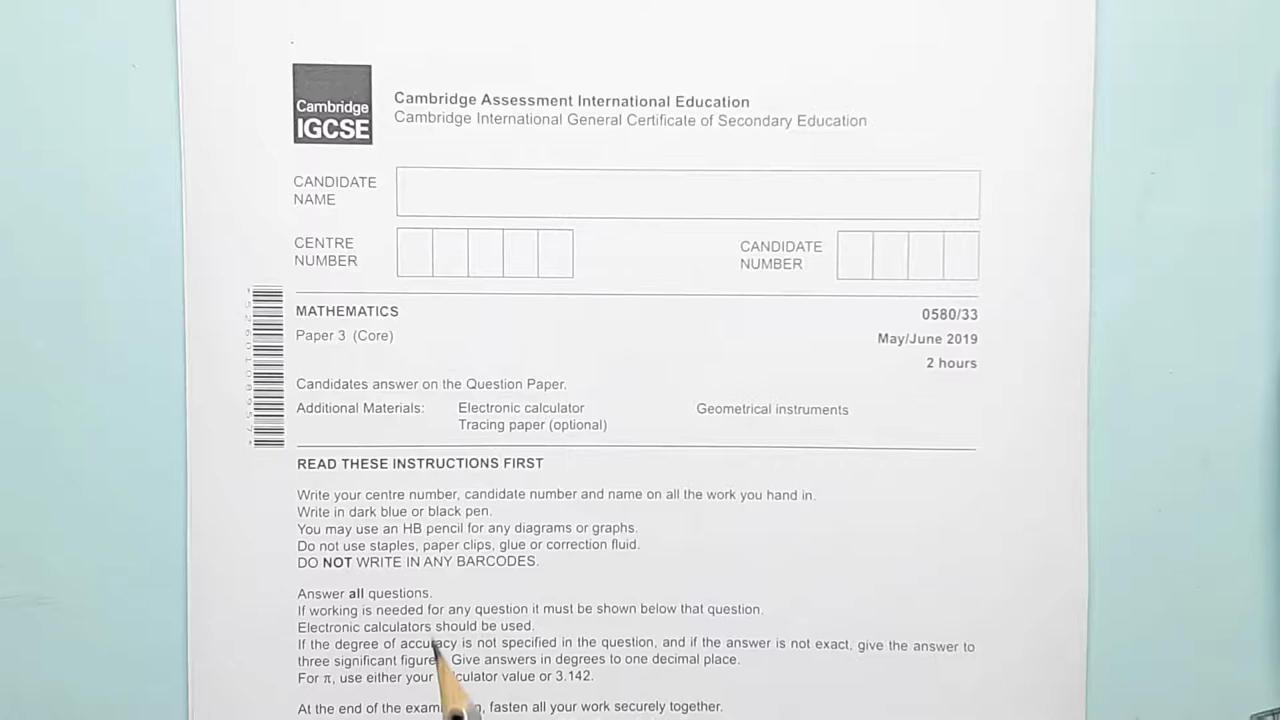 Cambridge
IGCSE
Cambridge Assessment International Education
Cambridge International General Certificate of Secondary Education
CANDIDATE
NAME
CENTRE
NUMBER
CANDIDATE
NUMBER
MATHEMATICS
0580/33
Paper 3 (Core)
May/June 2019
2 hours
Candidates answer on the Question Paper.
Additional Materials: Electronic calculator Geometrical instruments
Tracing paper (optional)
READ THESE INSTRUCTIONS FIRST
Write your centre number, candidate number and name on all the work you hand in.
Write in dark blue or black pen.
You may use an HB pencil for any diagrams or graphs.
Do not use staples, paper clips, glue or correction fluid.
DO NOT WRITE IN ANY BARCODES.
Answer all questions.
If working is needed for any question it must be shown below that question.
Electronic calculators should be used.
If the degree of accuracy is not specified in the question, and if the answer is not exact, give the answer to
three significant figure Give answers in degrees to one decimal place.
For π, use either your culator value or 3.142.
At the end of the exam , fasten all your work securely together.